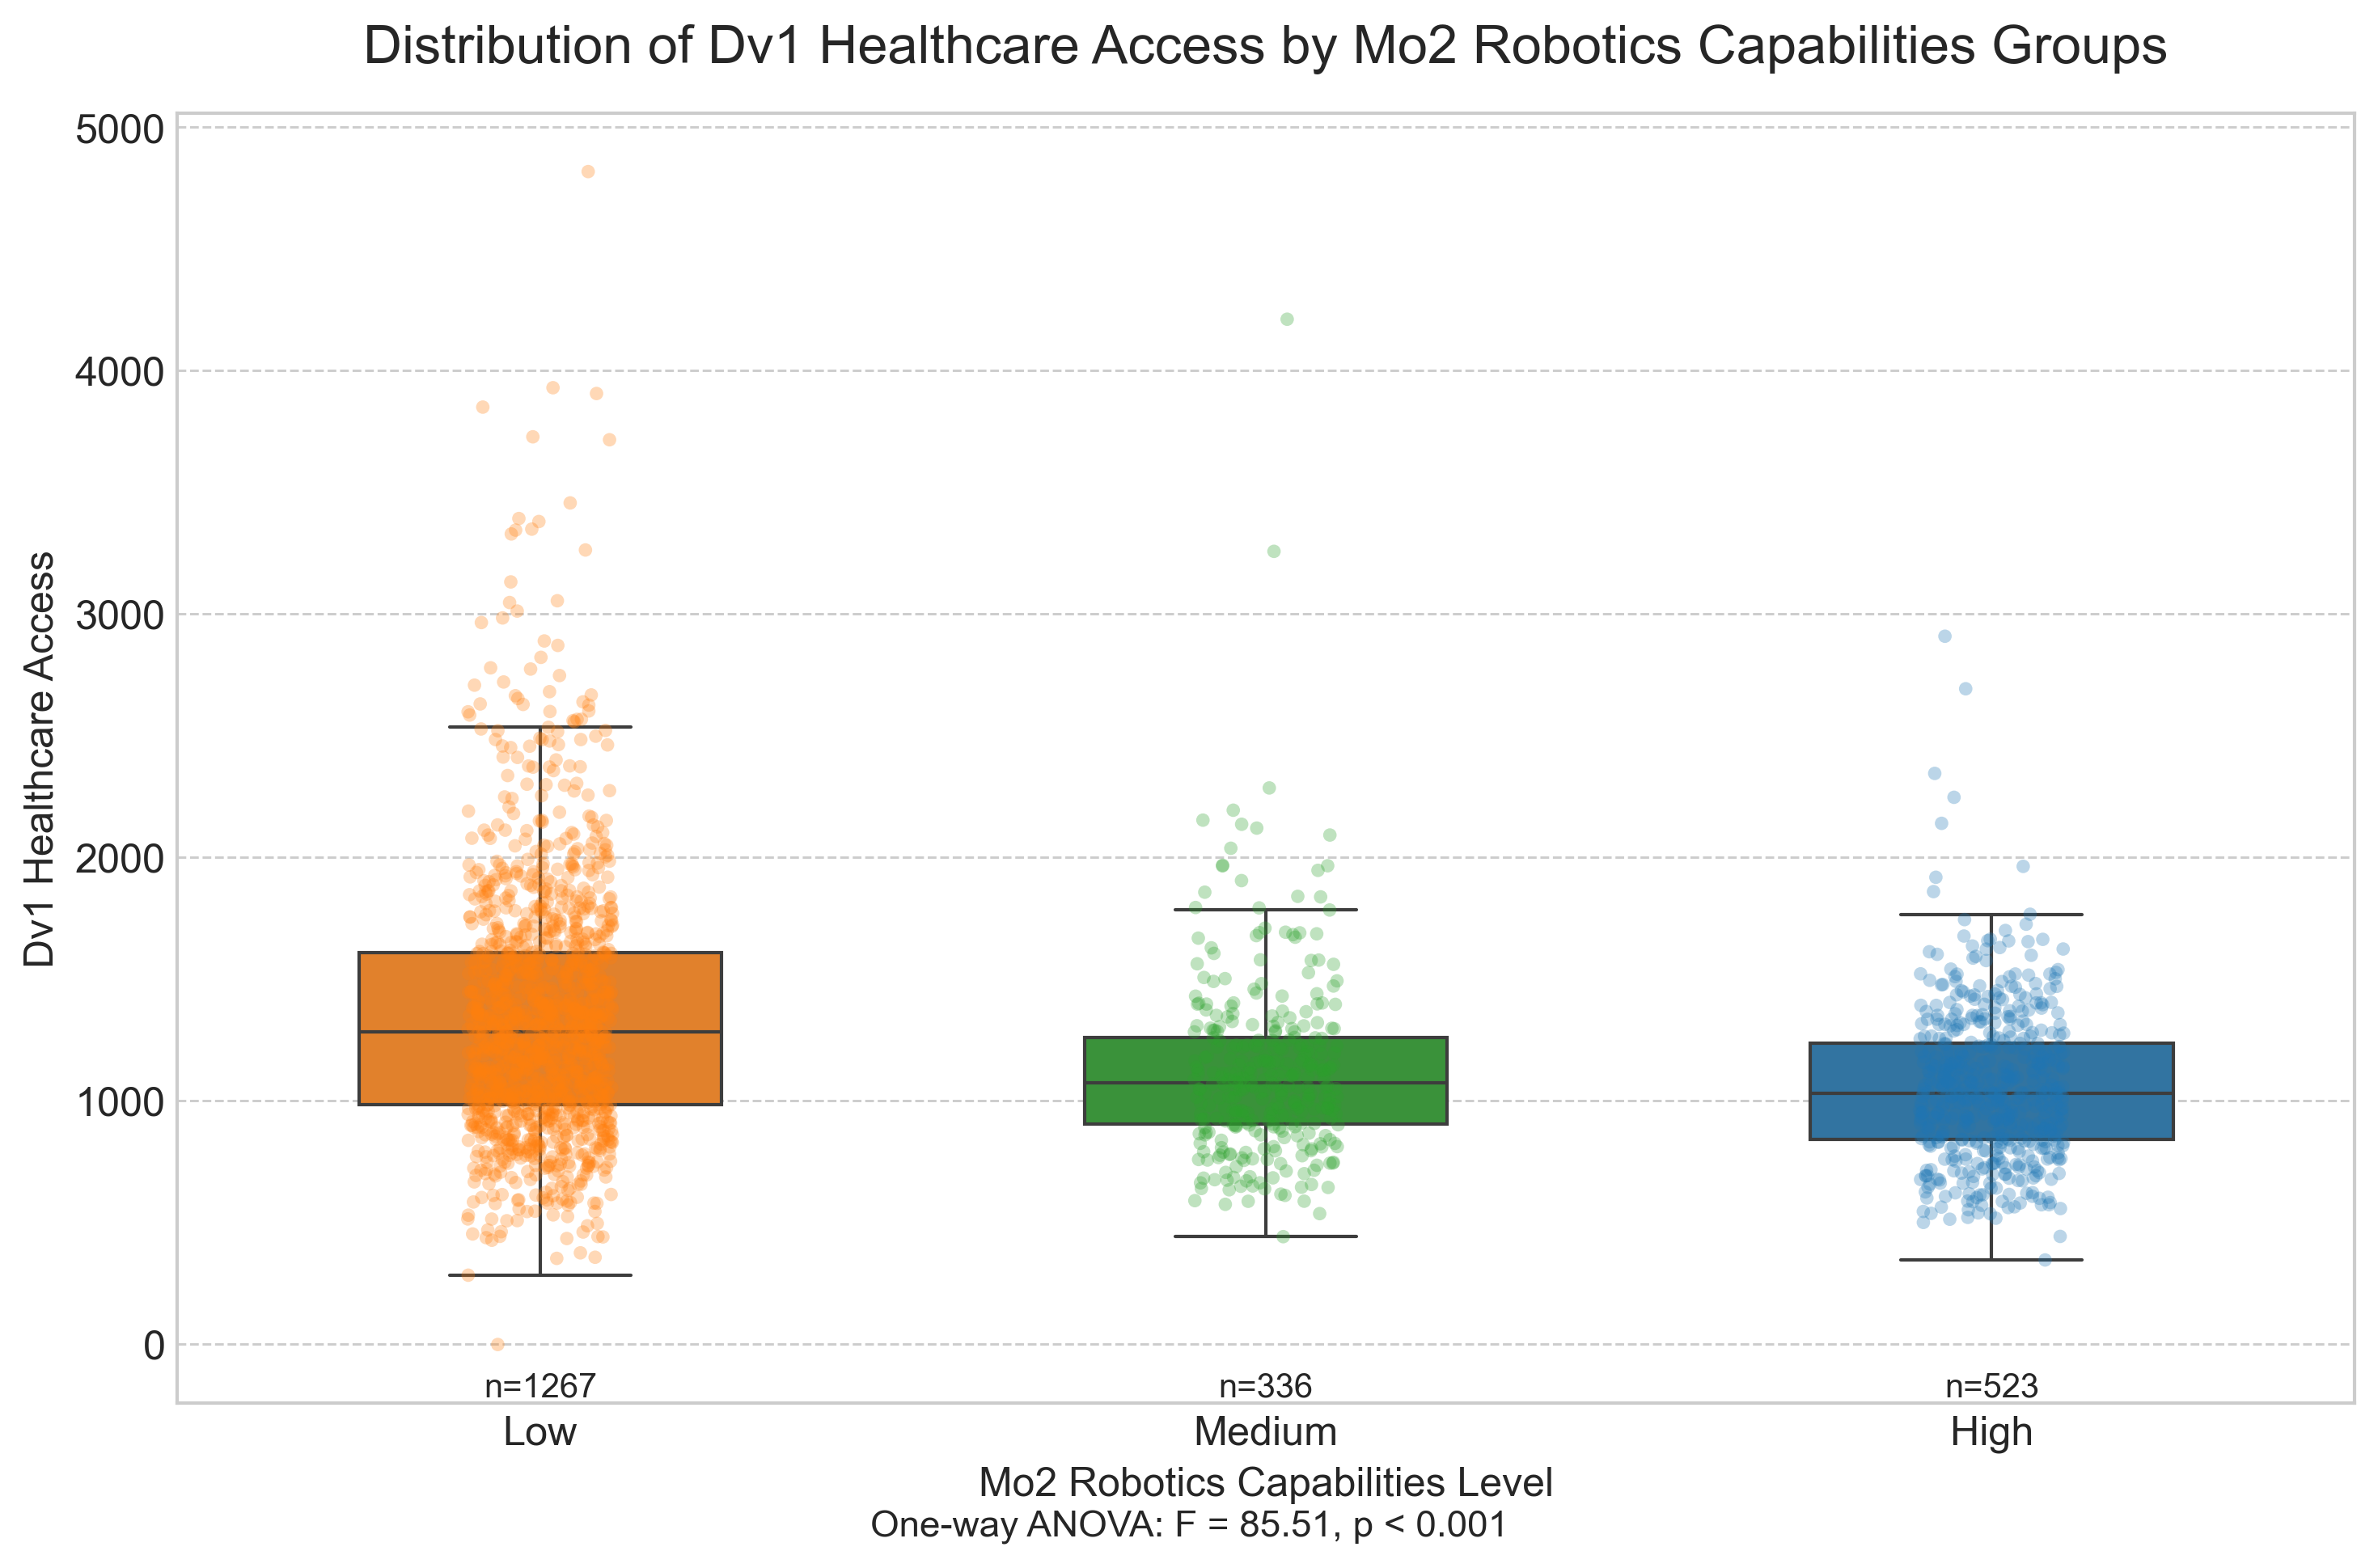 Distribution of Dv1 Healthcare Access by Mo2 Robotics Capabilities Groups
Dv1 Healthcare Access
5000
4000
3000
2000
1000
0
n=1267
n=336
n=523
Low
Medium
High
Mo2 Robotics Capabilities Level
One-way ANOVA: F = 85.51, p < 0.001